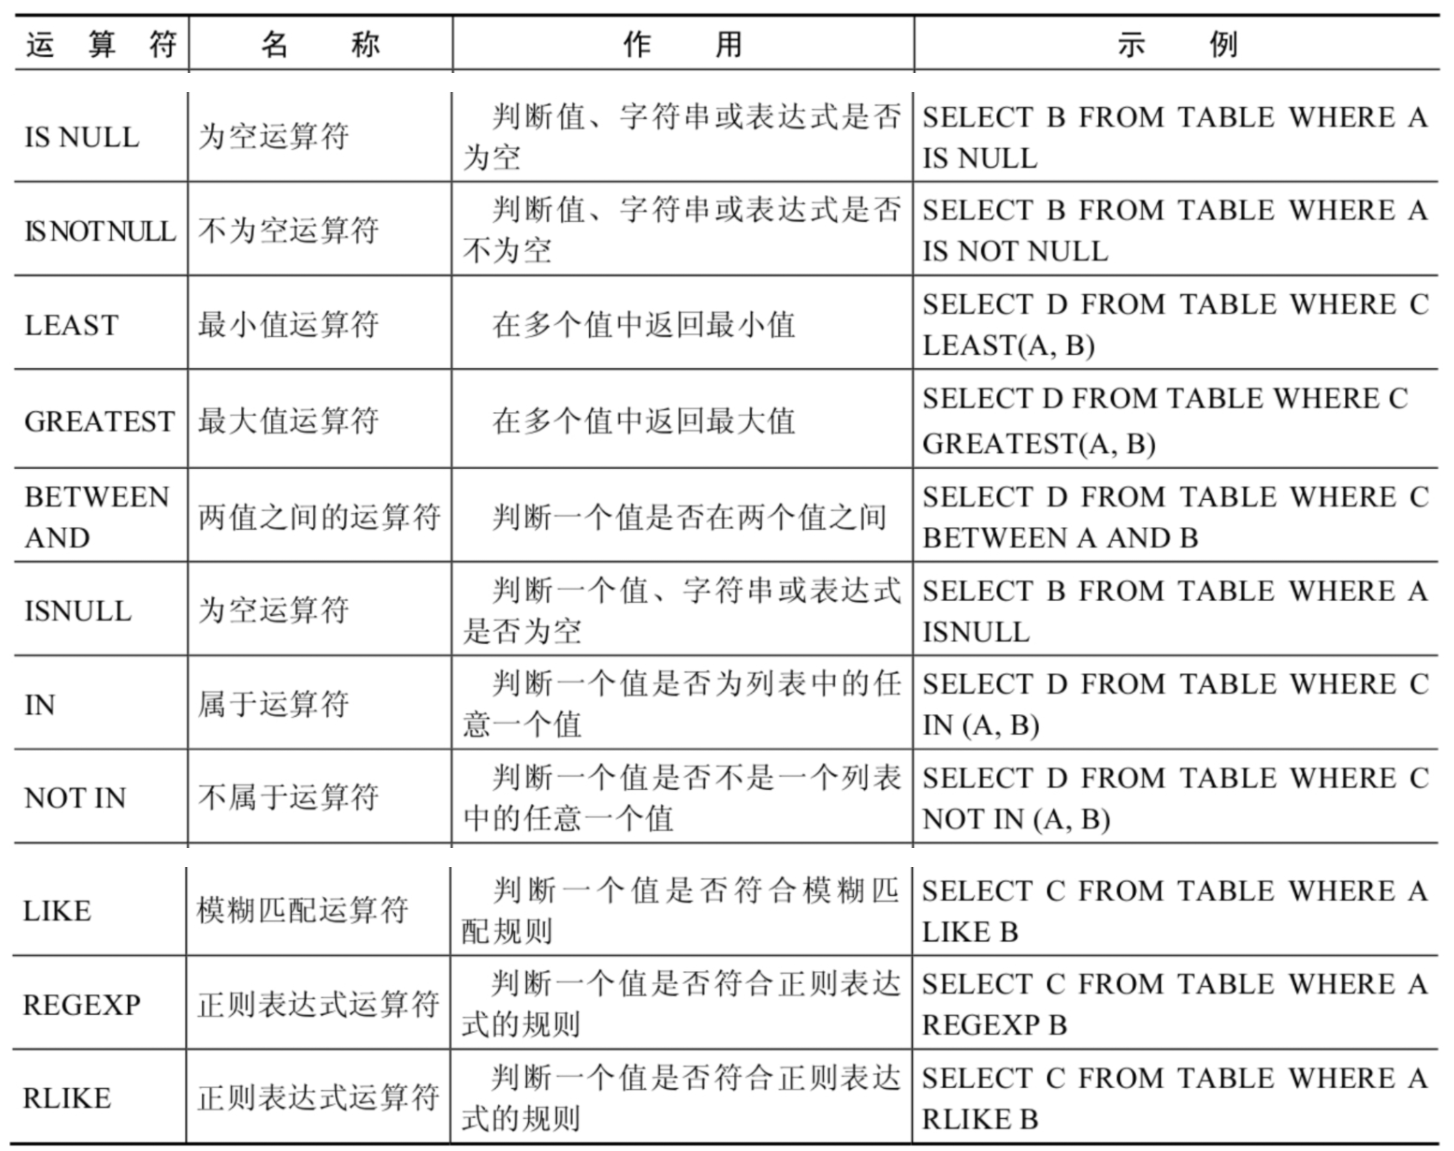 运 算 符 名 称 作 用 示 例
IS NULL 为空运算符 判断值、字符串或表达式是否为空 SELECT B FROM TABLE WHERE A IS NULL
IS NOT NULL 不为空运算符 判断值、字符串或表达式是否不为空 SELECT B FROM TABLE WHERE A IS NOT NULL
LEAST 最小值运算符 在多个值中返回最小值 SELECT D FROM TABLE WHERE C LEAST(A, B)
GREATEST 最大值运算符 在多个值中返回最大值 SELECT D FROM TABLE WHERE C GREATEST(A, B)
BETWEEN AND 两值之间的运算符 判断一个值是否在两个值之间 SELECT D FROM TABLE WHERE C BETWEEN A AND B
ISNULL 为空运算符 判断一个值、字符串或表达式是否为空 SELECT B FROM TABLE WHERE A ISNULL
IN 属于运算符 判断一个值是否为列表中的任意一个值 SELECT D FROM TABLE WHERE C IN (A, B)
NOT IN 不属于运算符 判断一个值是否不是一个列表中的任意一个值 SELECT D FROM TABLE WHERE C NOT IN (A, B)
LIKE 模糊匹配运算符 判断一个值是否符合模糊匹配规则 SELECT C FROM TABLE WHERE A LIKE B
REGEXP 正则表达式运算符 判断一个值是否符合正则表达式的规则 SELECT C FROM TABLE WHERE A REGEXP B
RLIKE 正则表达式运算符 判断一个值是否符合正则表达式的规则 SELECT C FROM TABLE WHERE A RLIKE B